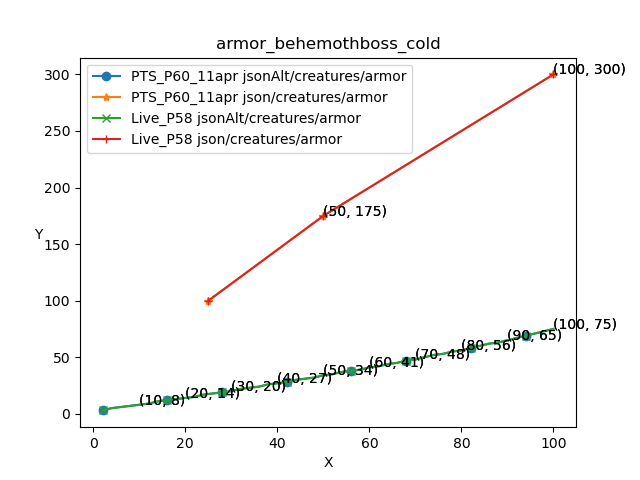 armor_behemothboss_cold
PTS_P60_11apr jsonAlt/creatures/armor
PTS_P60_11apr json/creatures/armor
Live_P58 jsonAlt/creatures/armor
Live_P58 json/creatures/armor
300
250
200
150
100
50
0
Y
(100, 300)
(50, 175)
(100, 75)
(90, 65)
(80, 56)
(70, 48)
(60, 41)
(50, 34)
(40, 27)
(30, 20)
(20, 14)
(10, 8)
0 20 40 60 80 100
X